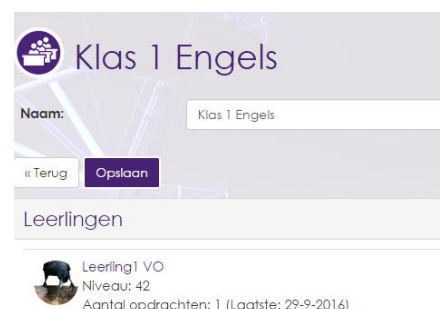 Klas 1 Engels
Naam:
Klas 1 Engels
« Terug
Opslaan
Leerlingen
Leerling1 VO
Niveau: 42
Aantal opdrachten: 1 (Laatste: 29-9-2016)